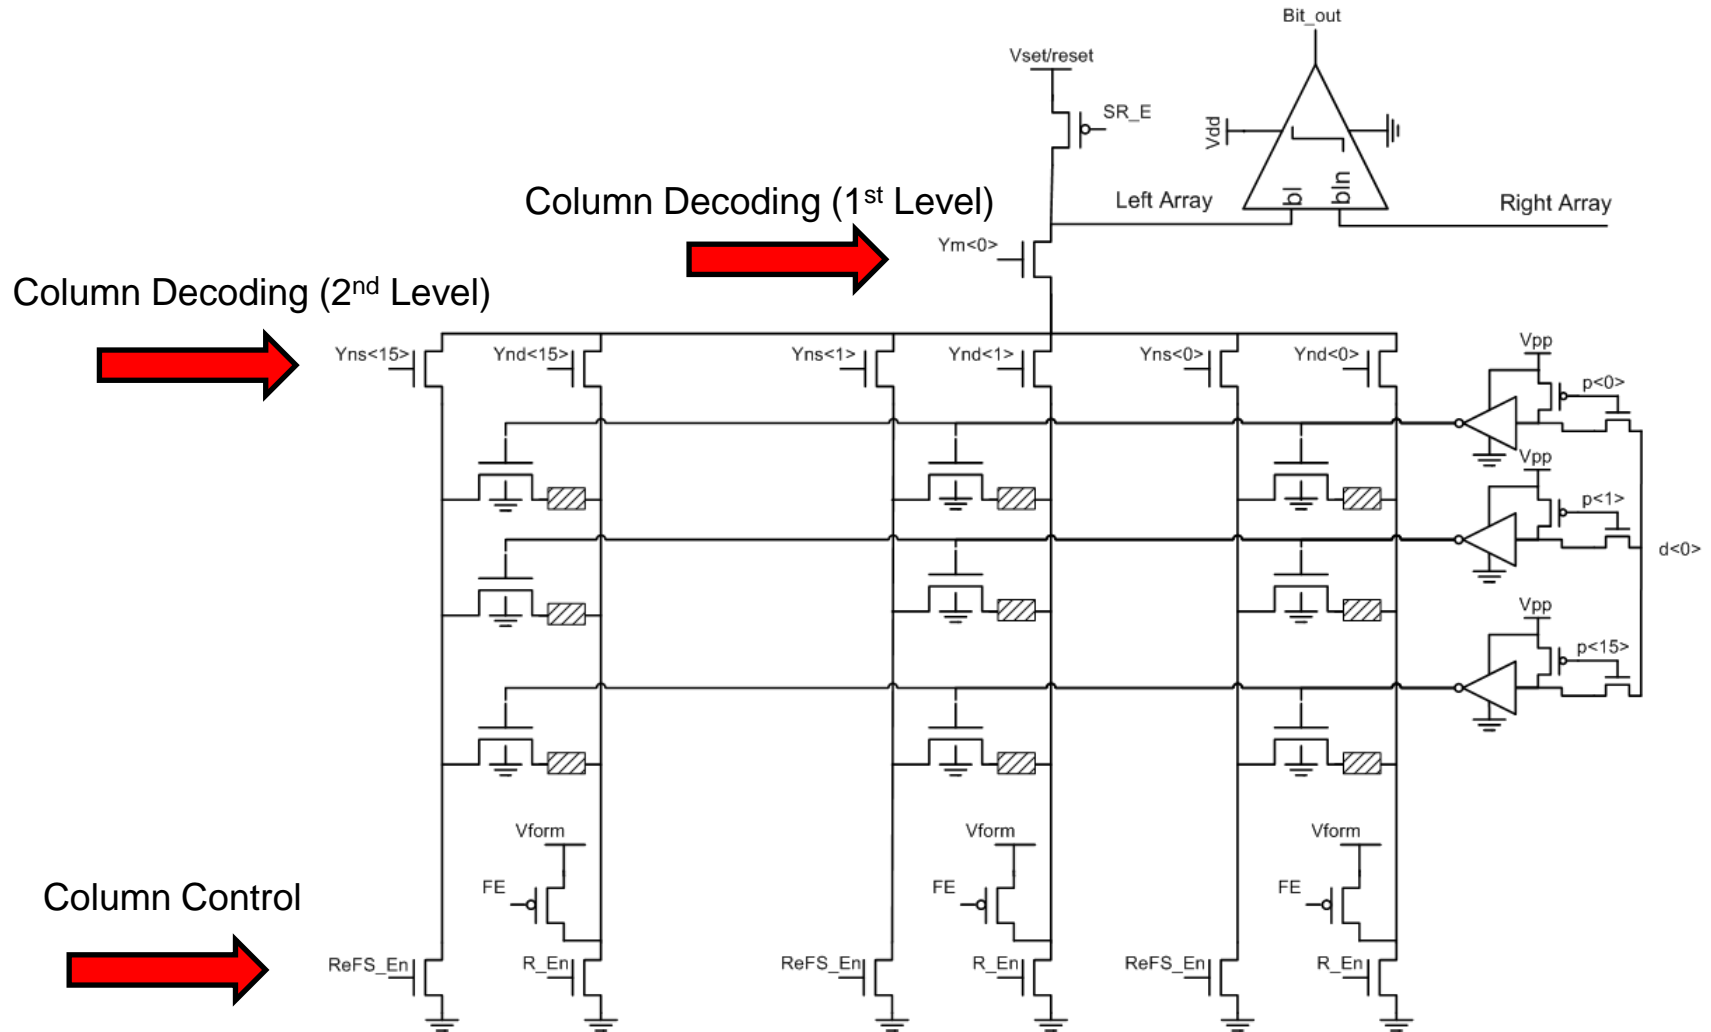 Bit_out
Vset/reset
SR_E
Vdd
Column Decoding (1st Level)
Left Array
bl
bln
Right Array
Ym<0>
Column Decoding (2nd Level)
Yns<15>
Ynd<15>
Yns<1>
Ynd<1>
Yns<0>
Ynd<0>
Vpp
p<0>
Vpp
p<1>
d<0>
Vpp
p<15>
Vform
Vform
Vform
Column Control
FE
FE
FE
ReFS_En
R_En
ReFS_En
R_En
ReFS_En
R_En